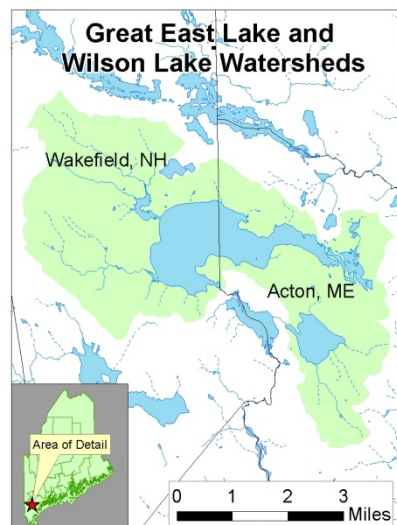 Great East Lake and
Wilson Lake Watersheds
Wakefield, NH
Acton, ME
Area of Detail
0 1 2 3
Miles